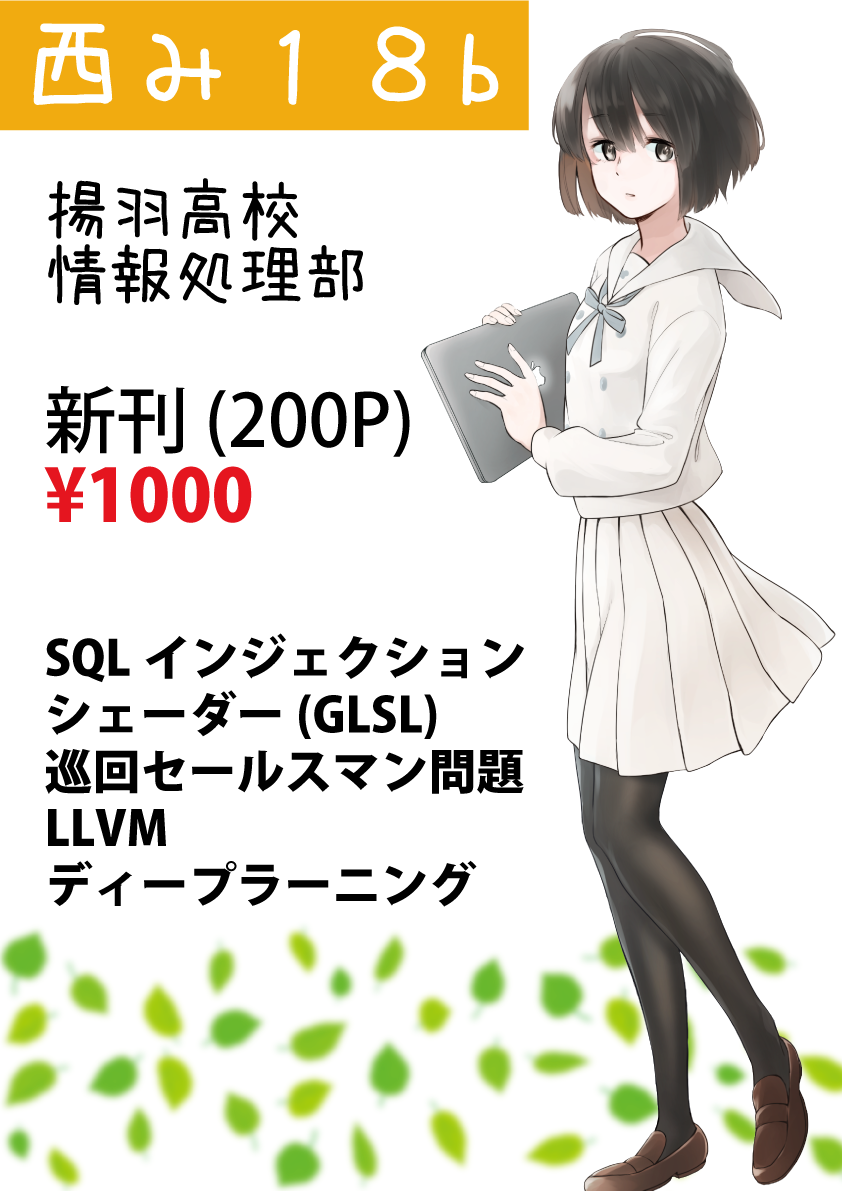 西み１８ｂ
揚羽高校
情報処理部
新刊 (200P)
¥1000
SQL インジェクション
シェーダー (GLSL)
巡回セールスマン問題
LLVM
ディープラーニング